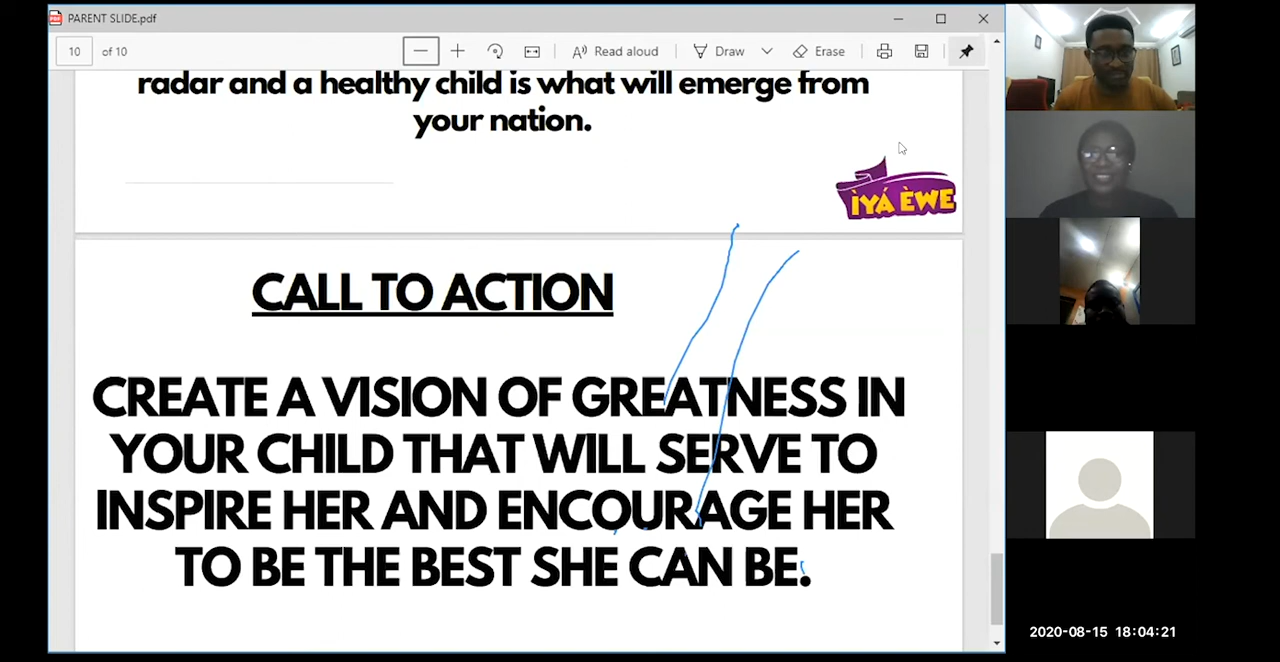 PARENT SLIDE.pdf
10 of 10
Read aloud
Draw
Erase
radar and a healthy child is what will emerge from
your nation.
ÌYÁ ÈWE
CALL TO ACTION
CREATE A VISION OF GREATNESS IN
YOUR CHILD THAT WILL SERVE TO
INSPIRE HER AND ENCOURAGE HER
TO BE THE BEST SHE CAN BE.
2020-08-15 18:04:21